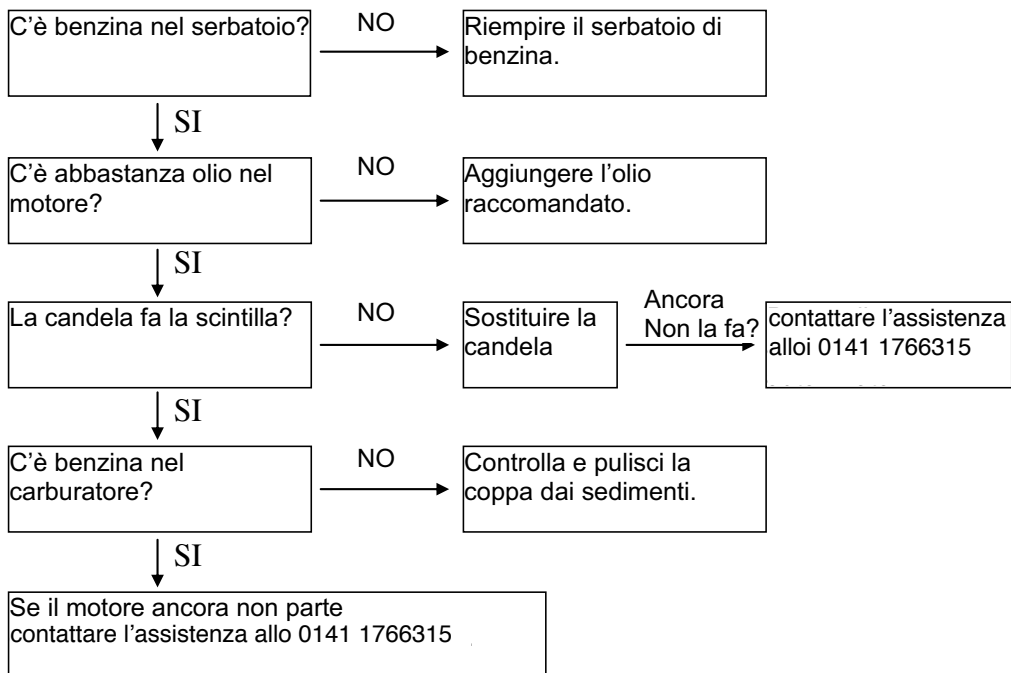 C'è benzina nel serbatoio?
NO
Riempire il serbatoio di
benzina.
SI
C'è abbastanza olio nel
motore?
NO
Aggiungere l'olio
raccomandato.
SI
La candela fa la scintilla?
NO
Sostituire la
candela
Ancora
Non la fa?
contattare l'assistenza
alloi 0141 1766315
SI
C'è benzina nel
carburatore?
NO
Controlla e pulisci la
coppa dai sedimenti.
SI
Se il motore ancora non parte
contattare l'assistenza allo 0141 1766315